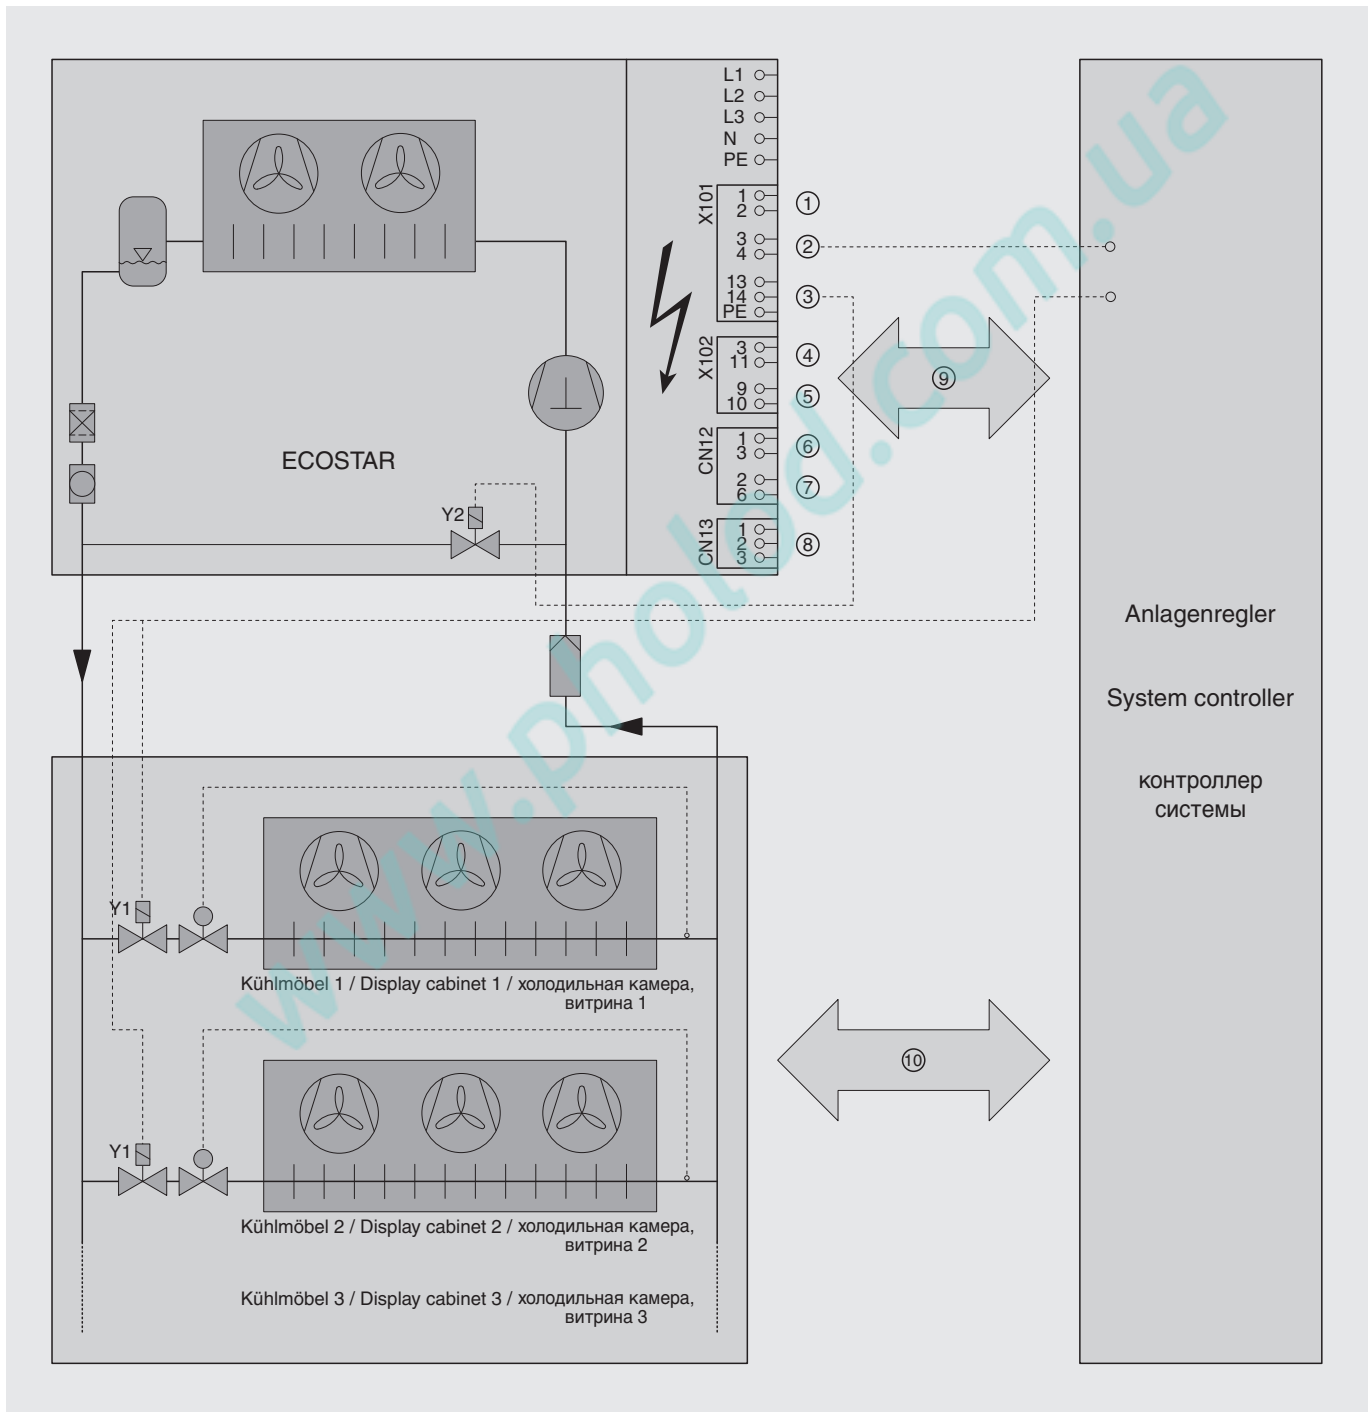 L1
L2
L3
N
PE
X101
1
2
①
3
4
②
13
14
PE
③
X102
3
11
④
9
10
⑤
⑨
CN12
1
3
⑥
2
6
⑦
CN13
1
2
3
⑧
ECOSTAR
Y2
Anlagenregler
System controller
контроллер
системы
Y1
Kühlmöbel 1 / Display cabinet 1 / холодильная камера,
витрина 1
⑩
Y1
Kühlmöbel 2 / Display cabinet 2 / холодильная камера,
витрина 2
Kühlmöbel 3 / Display cabinet 3 / холодильная камера,
витрина 3
www.pholod.com.ua